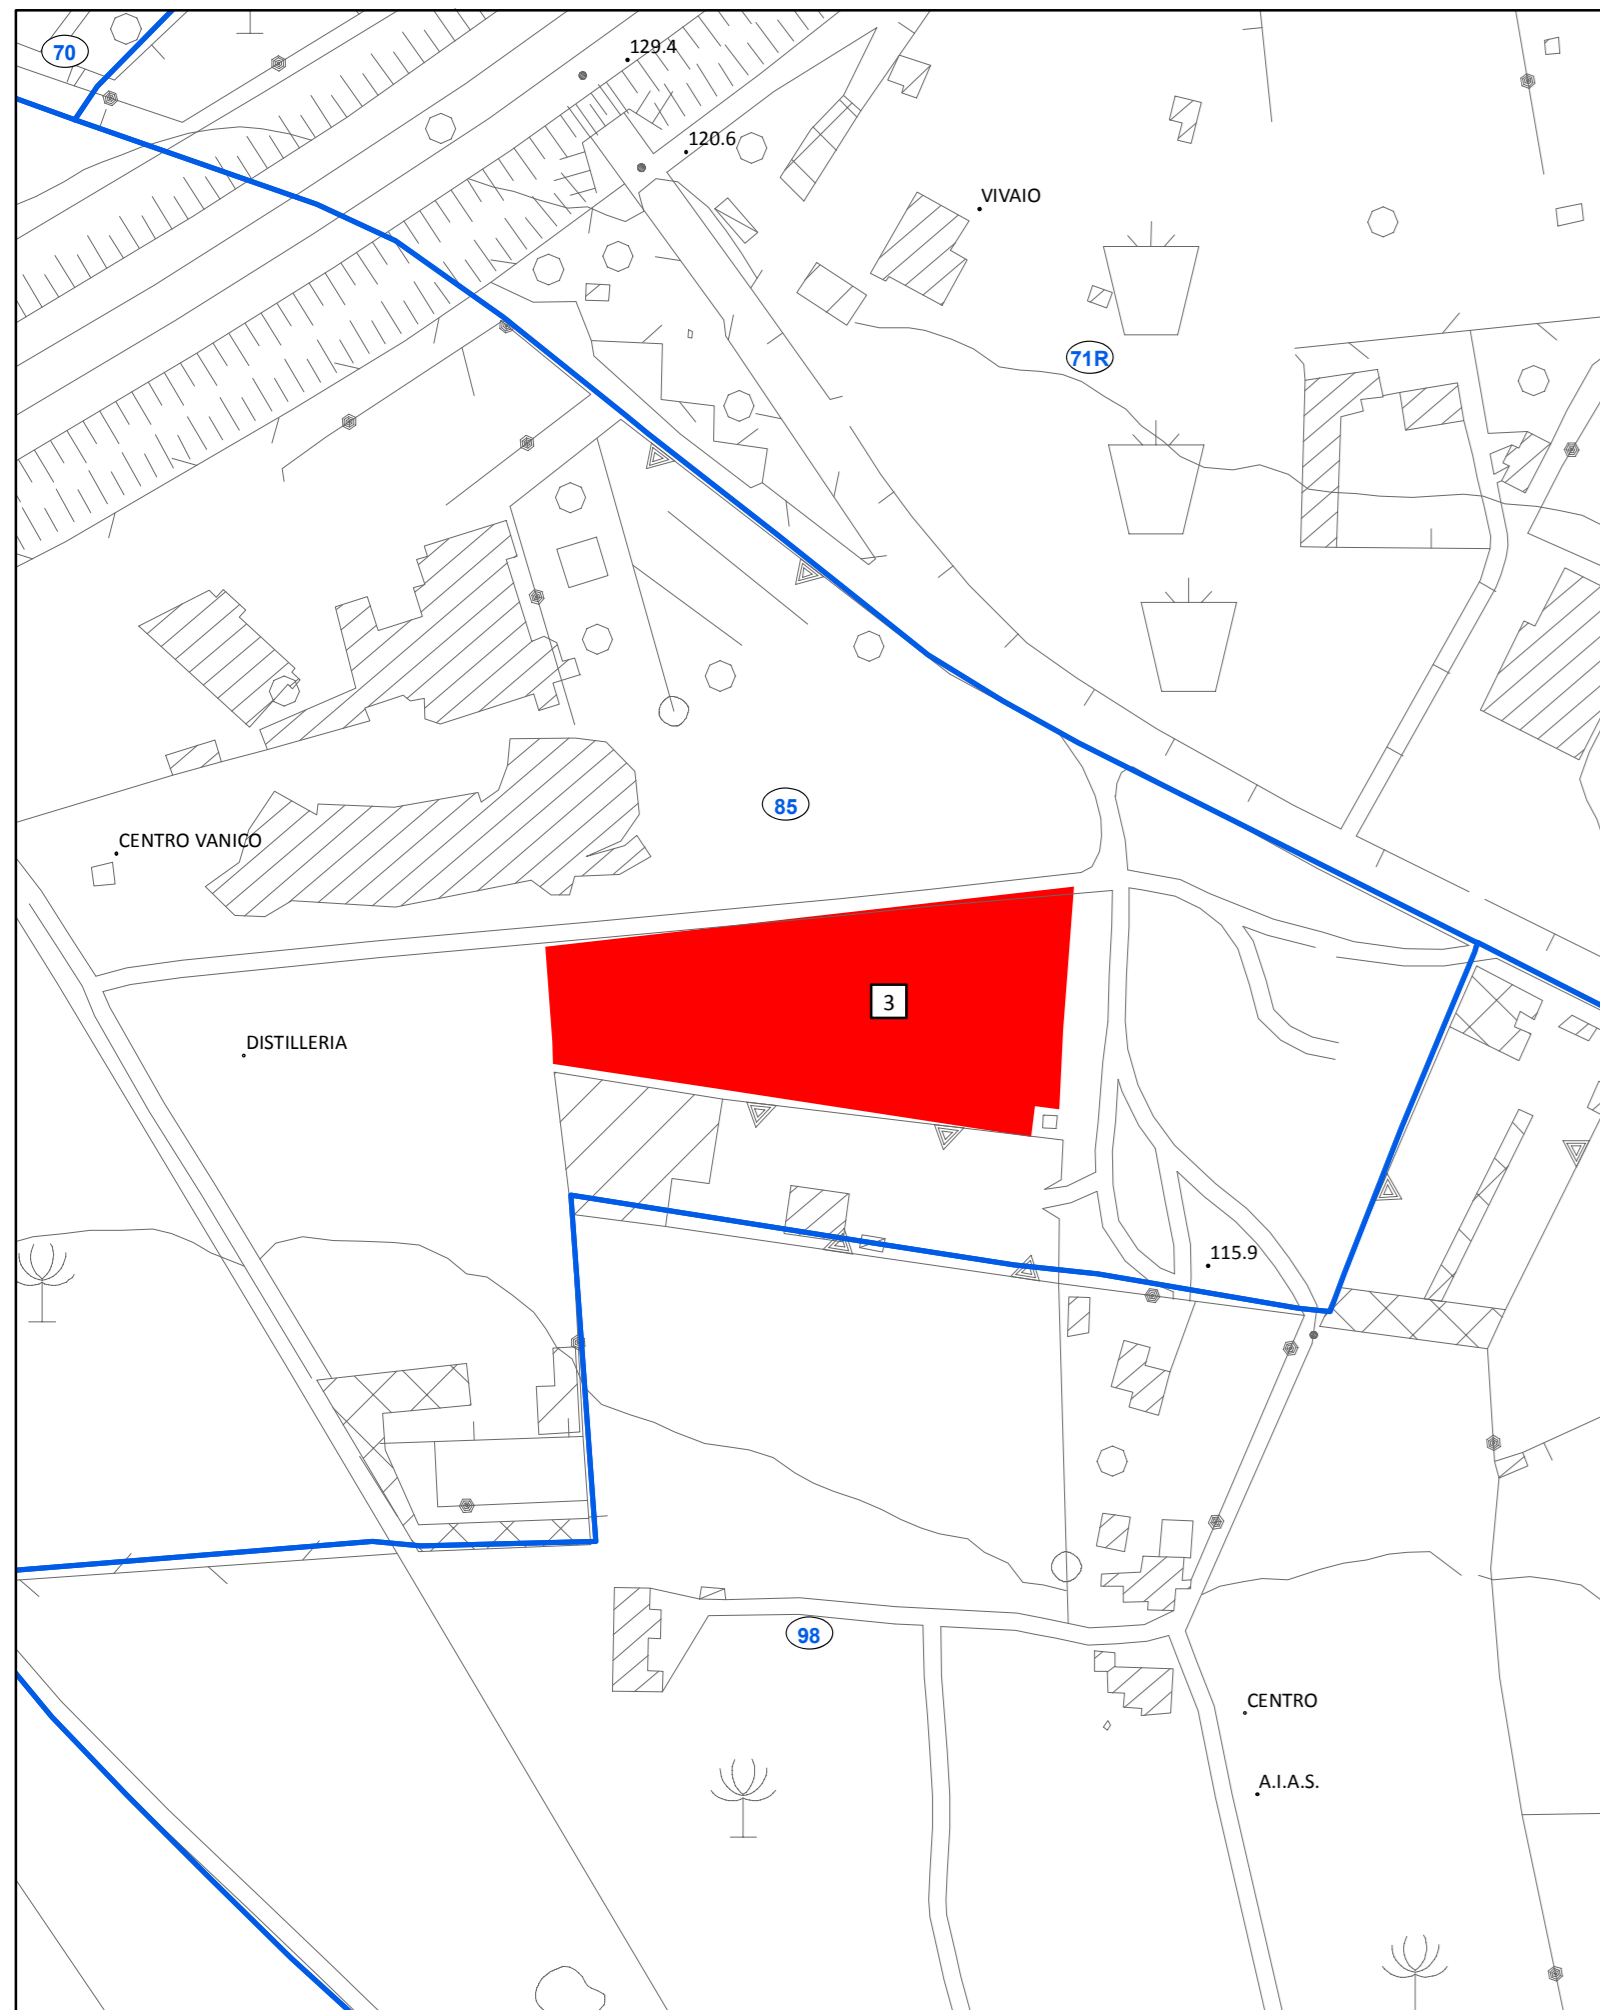 70
129.4
120.6
VIVAIO
71R
85
CENTRO VANICO
3
DISTILLERIA
115.9
98
CENTRO
A.I.A.S.